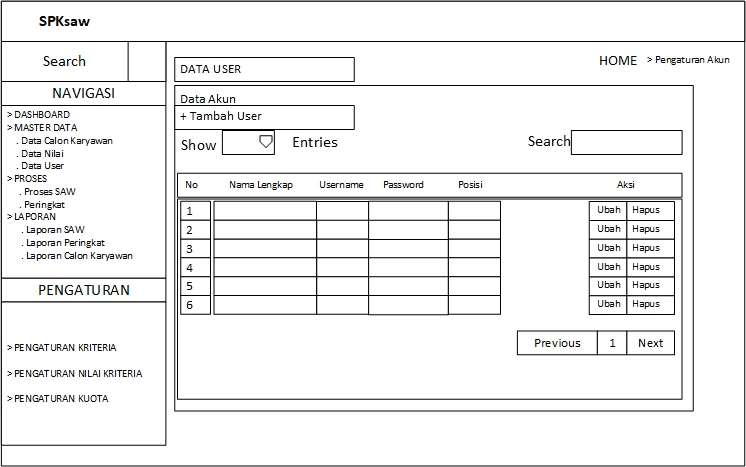 SPKsaw
Search
NAVIGASI
> DASHBOARD
> MASTER DATA
. Data Calon Karyawan
. Data Nilai
. Data User
> PROSES
. Proses SAW
. Peringkat
> LAPORAN
. Laporan SAW
. Laporan Peringkat
. Laporan Calon Karyawan
PENGATURAN
> PENGATURAN KRITERIA
> PENGATURAN NILAI KRITERIA
> PENGATURAN KUOTA
HOME > Pengaturan Akun
DATA USER
Data Akun
+ Tambah User
Show Entries Search
No Nama Lengkap Username Password Posisi Aksi
1 Ubah Hapus
2 Ubah Hapus
3 Ubah Hapus
4 Ubah Hapus
5 Ubah Hapus
6 Ubah Hapus
Previous 1 Next